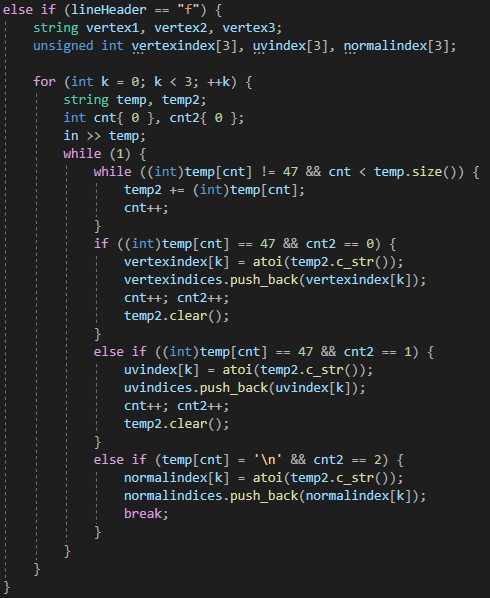 else if (lineHeader == "f") {
string vertex1, vertex2, vertex3;
unsigned int vertexindex[3], uvindex[3], normalindex[3];
for (int k = 0; k < 3; ++k) {
string temp, temp2;
int cnt{ 0 }, cnt2{ 0 };
in >> temp;
while (1) {
while ((int)temp[cnt] != 47 && cnt < temp.size()) {
temp2 += (int)temp[cnt];
cnt++;
}
if ((int)temp[cnt] == 47 && cnt2 == 0) {
vertexindex[k] = atoi(temp2.c_str());
vertexindices.push_back(vertexindex[k]);
cnt++; cnt2++;
temp2.clear();
}
else if ((int)temp[cnt] == 47 && cnt2 == 1) {
uvindex[k] = atoi(temp2.c_str());
uvindices.push_back(uvindex[k]);
cnt++; cnt2++;
temp2.clear();
}
else if (temp[cnt] = '\n' && cnt2 == 2) {
normalindex[k] = atoi(temp2.c_str());
normalindices.push_back(normalindex[k]);
break;
}
}
}
}